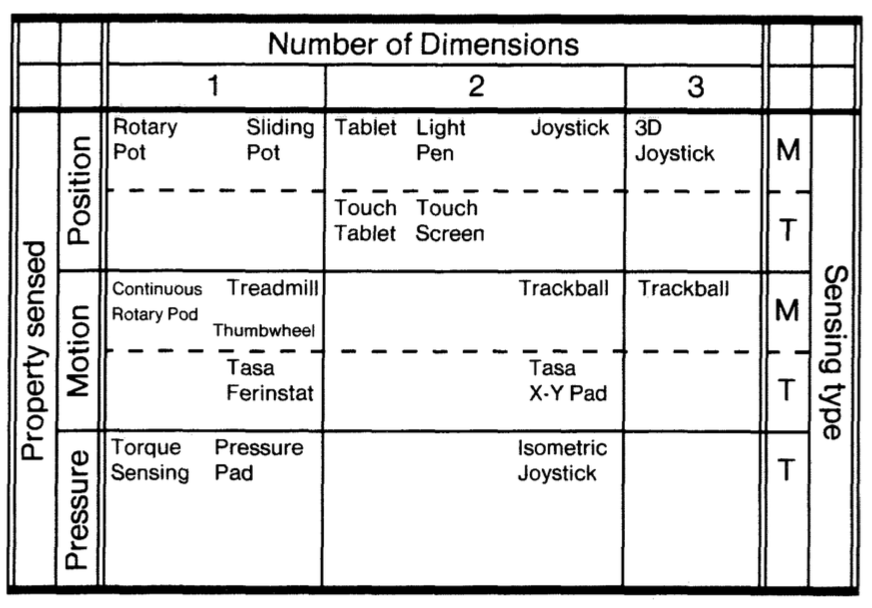 Number of Dimensions
1 2 3
Property sensed
Position
Rotary Sliding Tablet Light Joystick 3D
Pot Pot Pen Joystick
M
Touch Touch
Tablet Screen
T
Motion
Continuous Treadmill Trackball Trackball
Rotary Pod
Thumbwheel
M
Tasa Tasa
Ferinstat X-Y Pad
T
Pressure
Torque Pressure Isometric
Sensing Pad Joystick
T
Sensing type